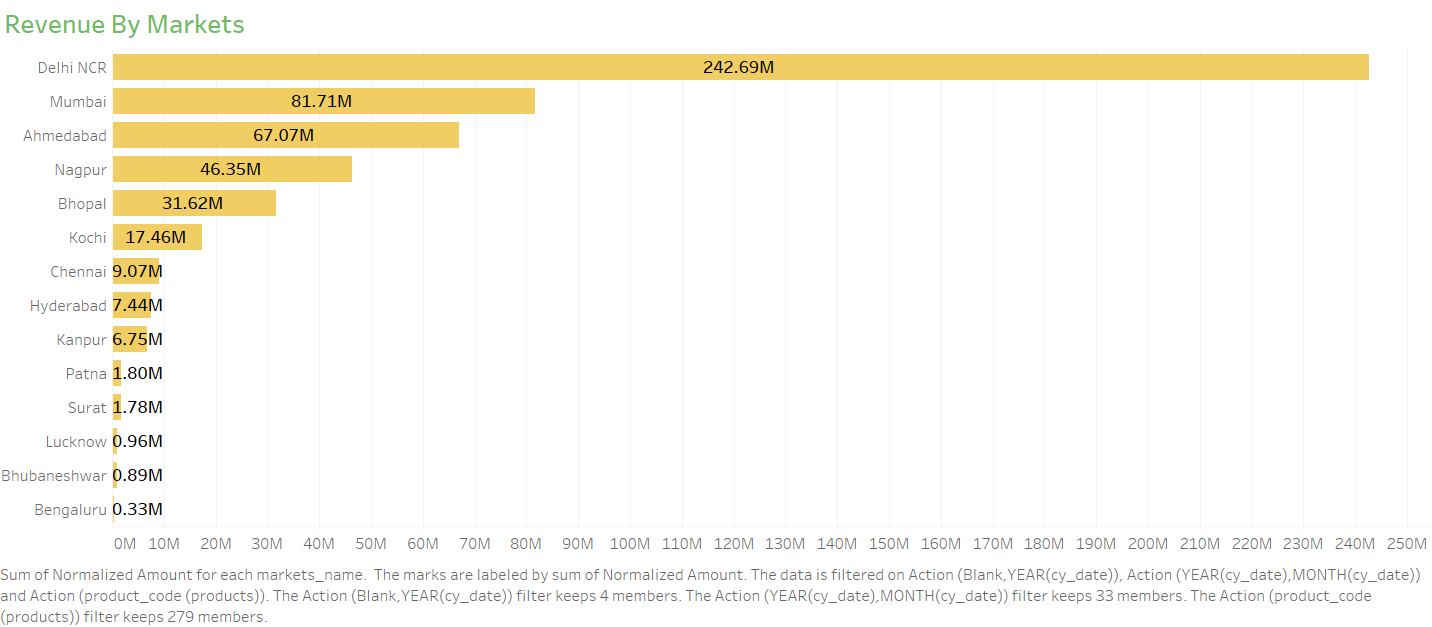 Revenue By Markets
Delhi NCR 242.69M
Mumbai 81.71M
Ahmedabad 67.07M
Nagpur 46.35M
Bhopal 31.62M
Kochi 17.46M
Chennai 9.07M
Hyderabad 7.44M
Kanpur 6.75M
Patna 1.80M
Surat 1.78M
Lucknow 0.96M
Bhubaneshwar 0.89M
Bengaluru 0.33M
0M 10M 20M 30M 40M 50M 60M 70M 80M 90M 100M 110M 120M 130M 140M 150M 160M 170M 180M 190M 200M 210M 220M 230M 240M 250M
Sum of Normalized Amount for each markets_name. The marks are labeled by sum of Normalized Amount. The data is filtered on Action (Blank,YEAR(cy_date)), Action (YEAR(cy_date),MONTH(cy_date))
and Action (product_code (products)). The Action (Blank,YEAR(cy_date)) filter keeps 4 members. The Action (YEAR(cy_date),MONTH(cy_date)) filter keeps 33 members. The Action (product_code
(products)) filter keeps 279 members.